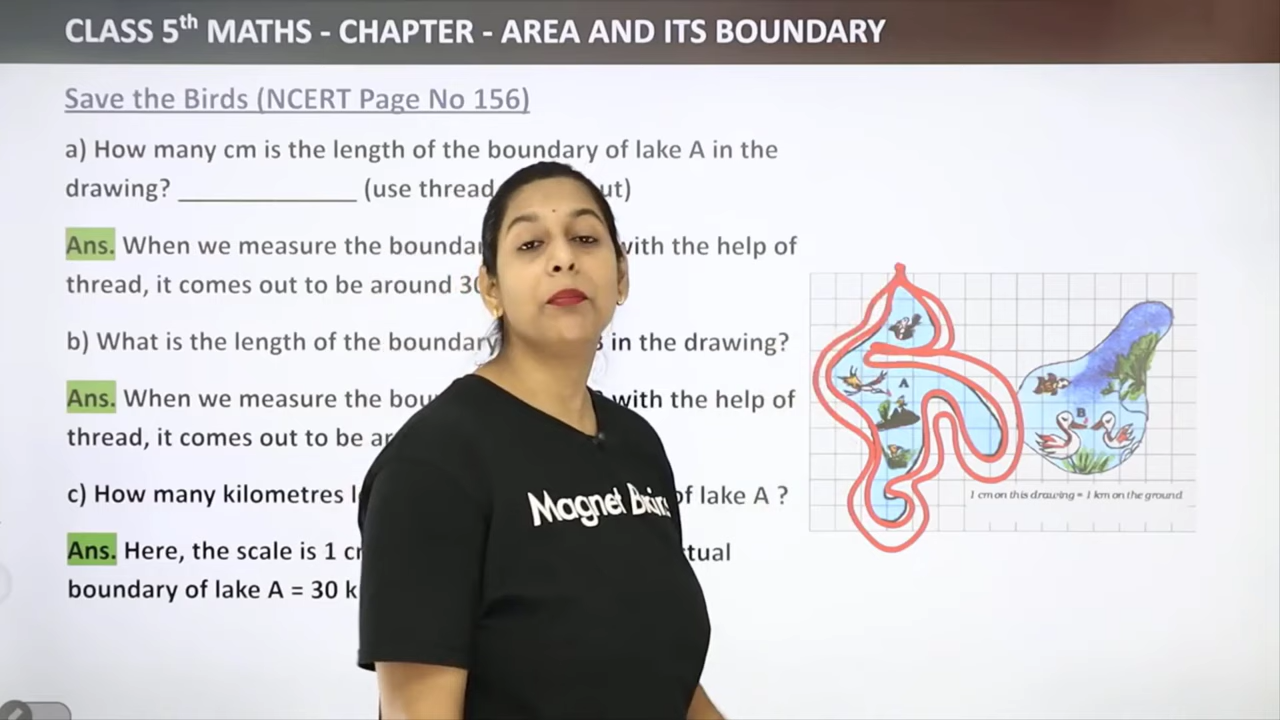 CLASS 5th MATHS - CHAPTER - AREA AND ITS BOUNDARY
Save the Birds (NCERT Page No 156)
a) How many cm is the length of the boundary of lake A in the
drawing? ____________ (use thread
Ans. When we measure the with the help of
thread, it comes out to be around
b) What is the length of the boundary in the drawing?
Ans. When we measure the with the help of
thread, it comes out to be
c) How many kilometres of lake A ?
Ans. Here, the scale is 1
boundary of lake A = 30
A
B
1 cm on this drawing = 1 km on the ground
Magnet Brains